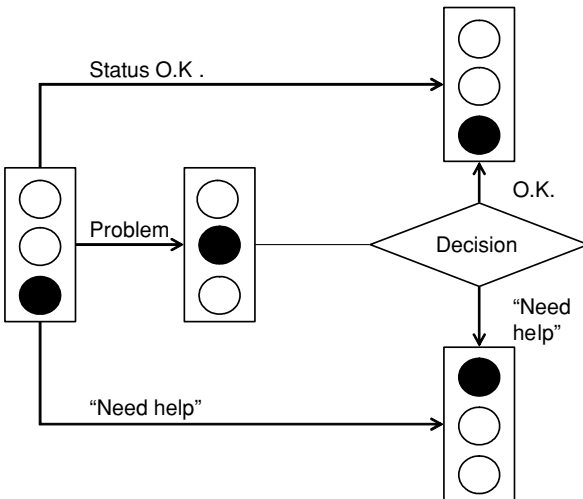 Status O.K .
O.K.
Problem
Decision
“Need
help”
“Need help”